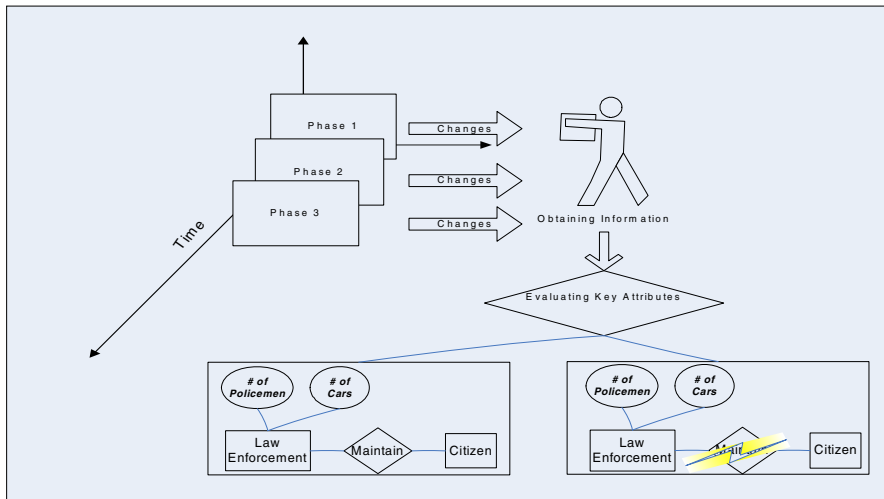 Phase 1
Changes
Phase 2
Changes
Phase 3
Changes
Time
Obtaining Information
Evaluating Key Attributes
# of
Policemen
# of
Cars
Law
Enforcement
Maintain
Citizen
# of
Policemen
# of
Cars
Law
Enforcement
Maintain
Citizen